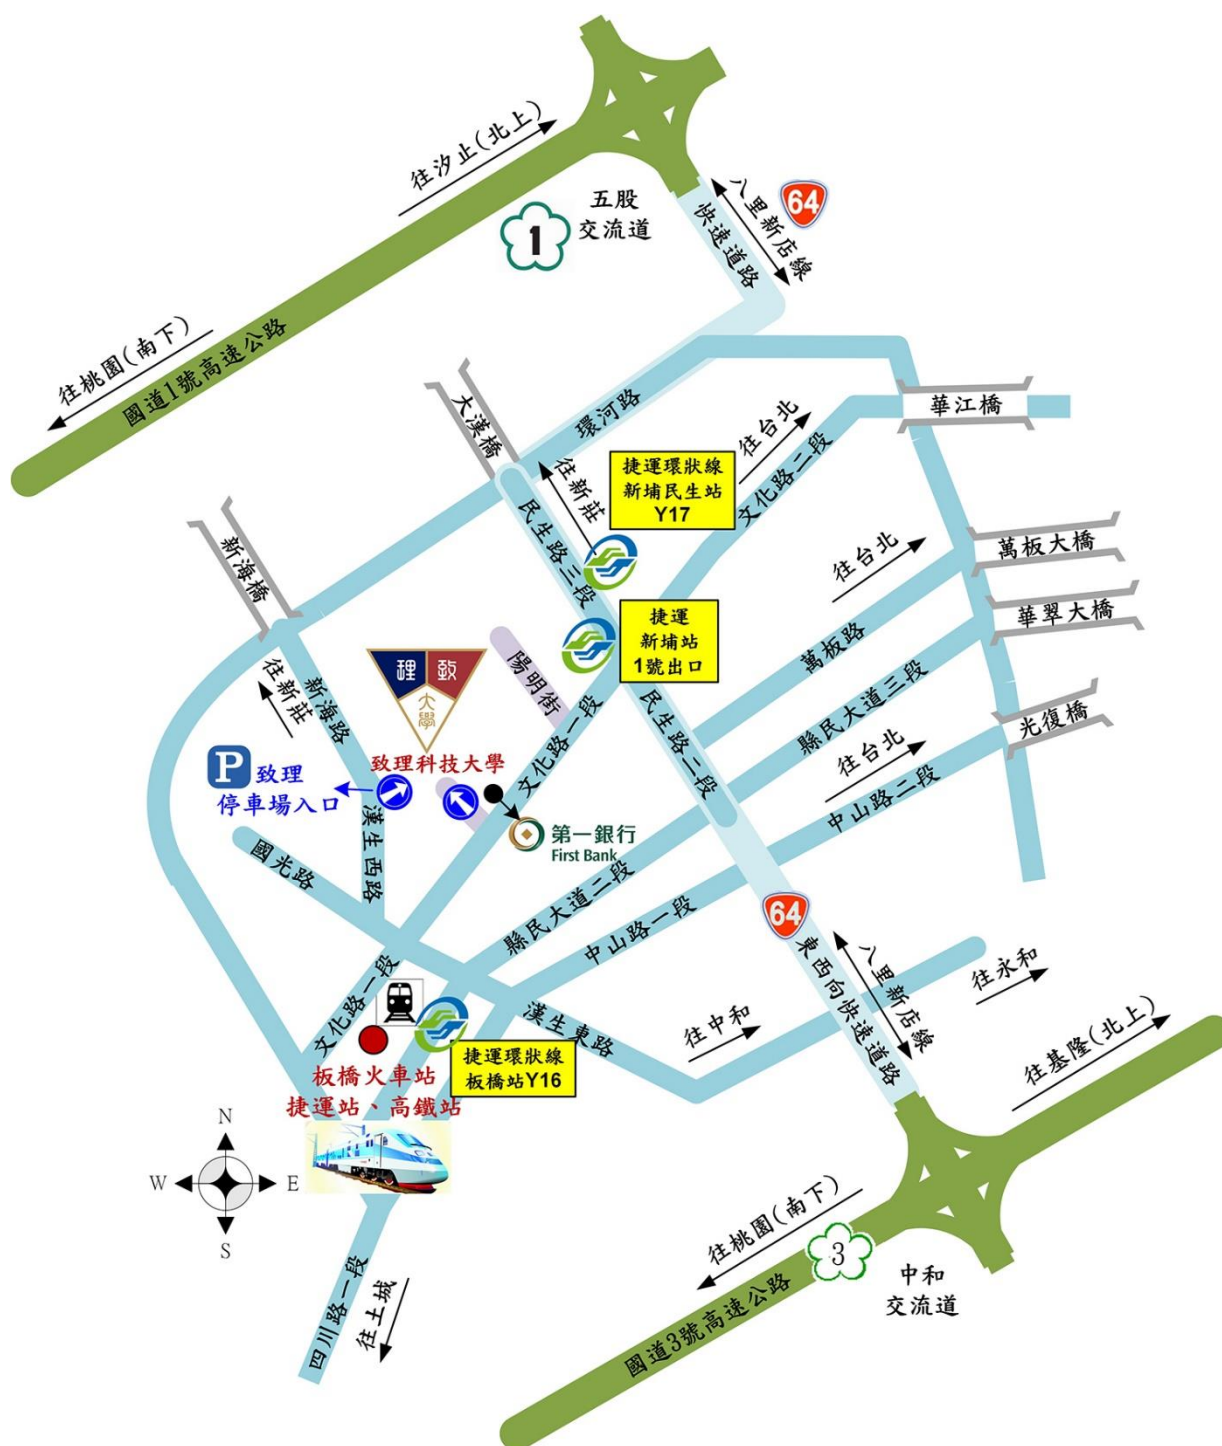 往汐止(北上)
五股
交流道
1
八里新店線
64
快速道路
往桃園(南下)
國道1號高速公路
大漢橋
環河路
往台北
華江橋
往新莊
捷運環狀線
新埔民生站
Y17
文化路二段
民生路三段
新海橋
往台北
萬板大橋
捷運
新埔站
1號出口
華翠大橋
萬板路
往新莊
新海路
理
致
大學
陽明街
文化路一段
民生路二段
縣民大道三段
光復橋
往台北
致理科技大學
P
致理
停車場入口
中山路二段
漢生西路
國光路
第一銀行
First Bank
縣民大道二段
中山路一段
64
東西向快速道路
八里新店線
往永和
文化路一段
漢生東路
往中和
捷運環狀線
板橋站Y16
板橋火車站
捷運站、高鐵站
往基隆(北上)
N
W
E
S
往桃園(南下)
3
中和
交流道
國道3號高速公路
四川路一段
往土城